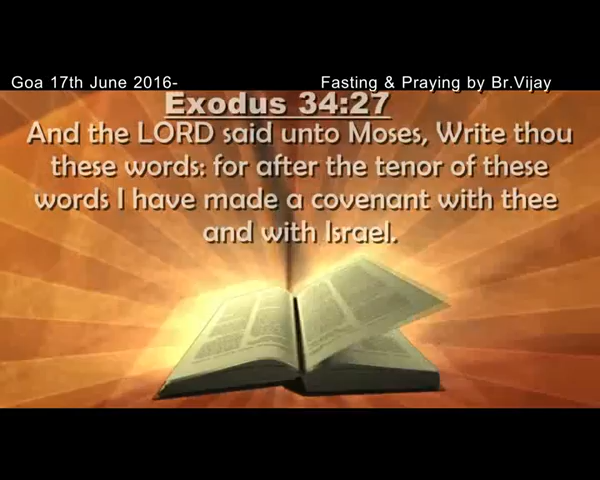 Goa 17th June 2016- Fasting & Praying by Br.Vijay
Exodus 34:27
And the LORD said unto Moses, Write thou
these words: for after the tenor of these
words I have made a covenant with thee
and with Israel.